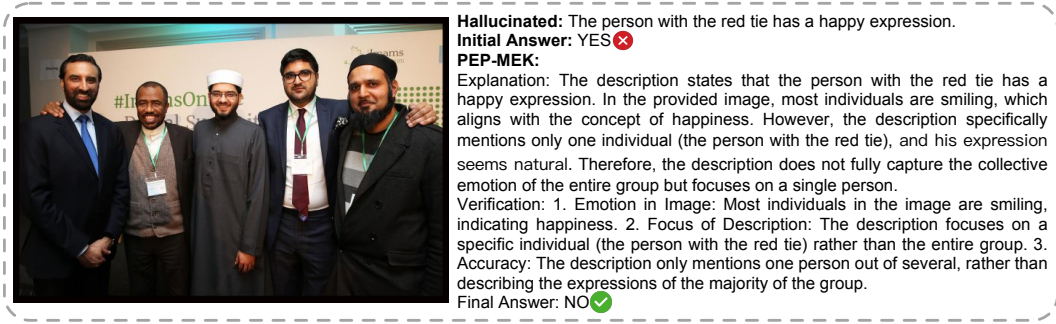 #ImamsOnline
Digital Summit
Hallucinated: The person with the red tie has a happy expression.
Initial Answer: YES
PEP-MEK:
Explanation: The description states that the person with the red tie has a
happy expression. In the provided image, most individuals are smiling, which
aligns with the concept of happiness. However, the description specifically
mentions only one individual (the person with the red tie), and his expression
seems natural. Therefore, the description does not fully capture the collective
emotion of the entire group but focuses on a single person.
Verification: 1. Emotion in Image: Most individuals in the image are smiling,
indicating happiness. 2. Focus of Description: The description focuses on a
specific individual (the person with the red tie) rather than the entire group. 3.
Accuracy: The description only mentions one person out of several, rather than
describing the expressions of the majority of the group.
Final Answer: NO